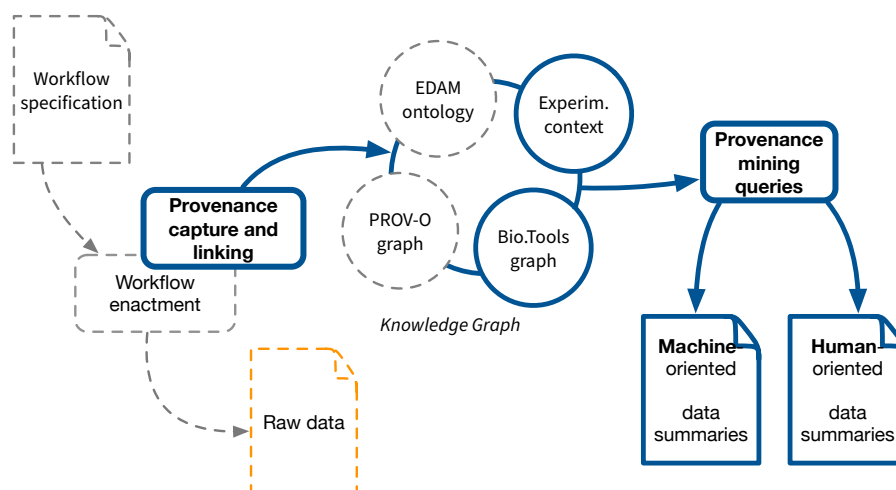 Workflow
specification
Provenance
capture and
linking
Workflow
enactment
Raw data
EDAM
ontology
Experim.
context
PROV-O
graph
Bio.Tools
graph
Knowledge Graph
Provenance
mining
queries
Machine-
oriented
data
summaries
Human-
oriented
data
summaries